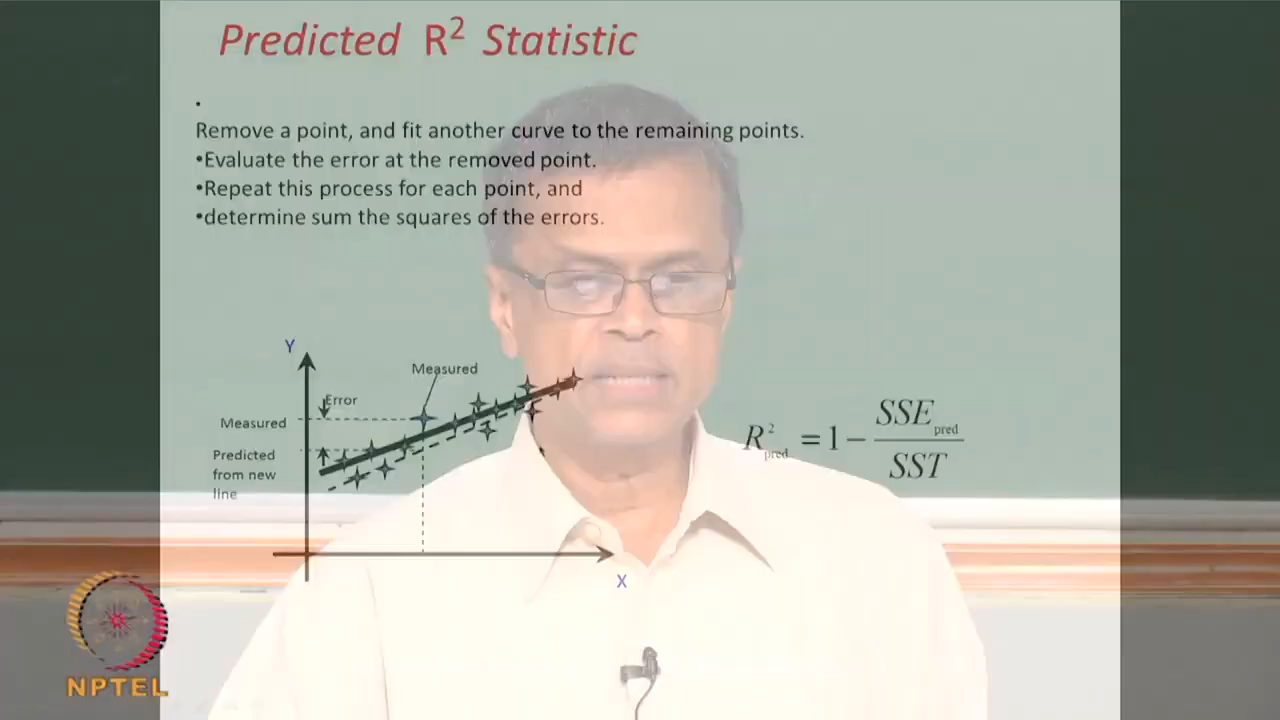 Predicted R² Statistic
•
Remove a point, and fit another curve to the remaining points.
•Evaluate the error at the removed point.
•Repeat this process for each point, and
•determine sum the squares of the errors.
Y
Measured
Error
Measured
Predicted
from new
line
X
R²pred = 1 − SSEpred / SST
NPTEL